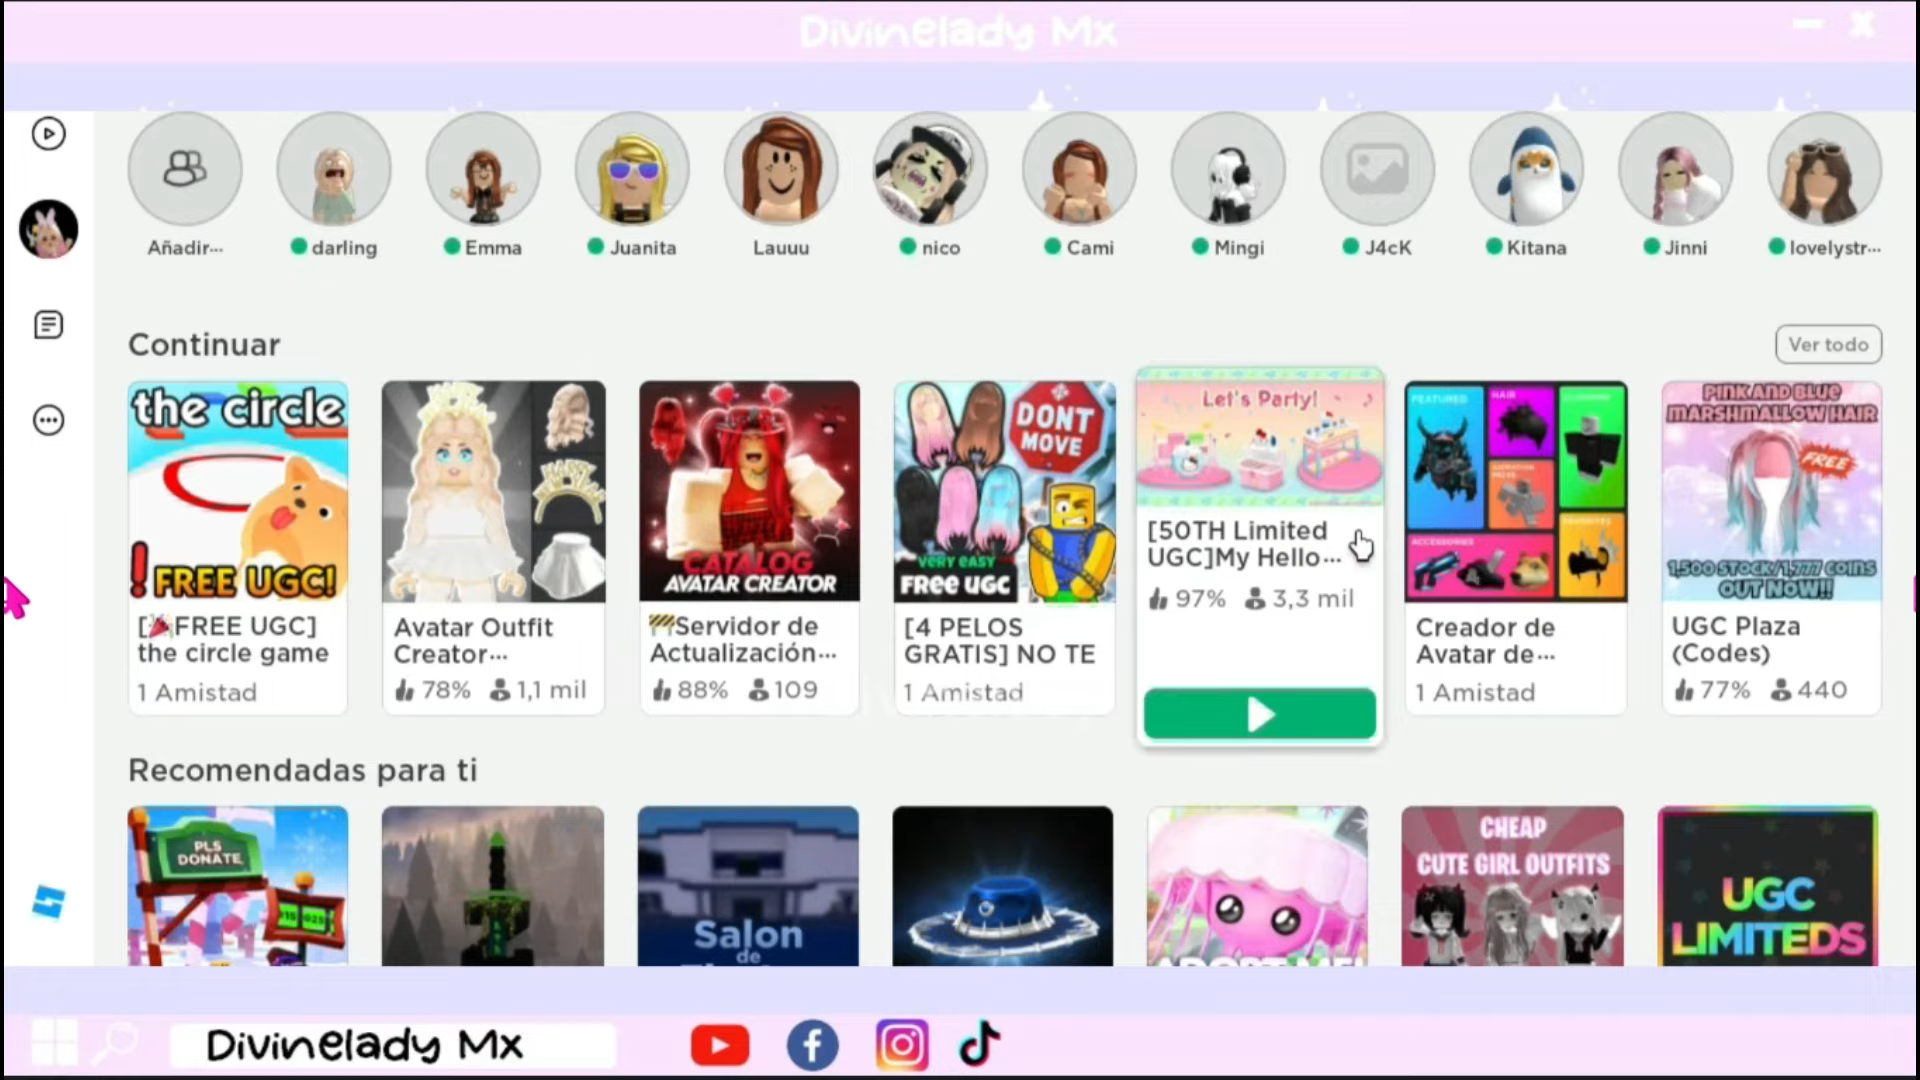 Divinelady Mx
Añadir...
darling
Emma
Juanita
Lauuu
nico
Cami
Mingi
J4cK
Kitana
Jinni
lovelystr...
Continuar
Ver todo
the circle
! FREE UGC!
[🎉FREE UGC]
the circle game
1 Amistad
Avatar Outfit
Creator...
78% 1,1 mil
CATALOG
AVATAR CREATOR
🚧Servidor de
Actualización...
88% 109
DONT
MOVE
VERY EASY
FREE UGC
[4 PELOS
GRATIS] NO TE
1 Amistad
Let's Party!
[50TH Limited
UGC]My Hello...
97% 3,3 mil
FEATURED
HAIR
ACCESSORIES
Creador de
Avatar de...
1 Amistad
PINK AND BLUE
MARSHMALLOW HAIR
FREE
1,500 STOCK/1,777 COINS
OUT NOW!!
UGC Plaza
(Codes)
77% 440
Recomendadas para ti
PLS
DONATE
Salon
de
ADOPT ME!
CHEAP
CUTE GIRL OUTFITS
UGC
LIMITEDS
Divinelady Mx